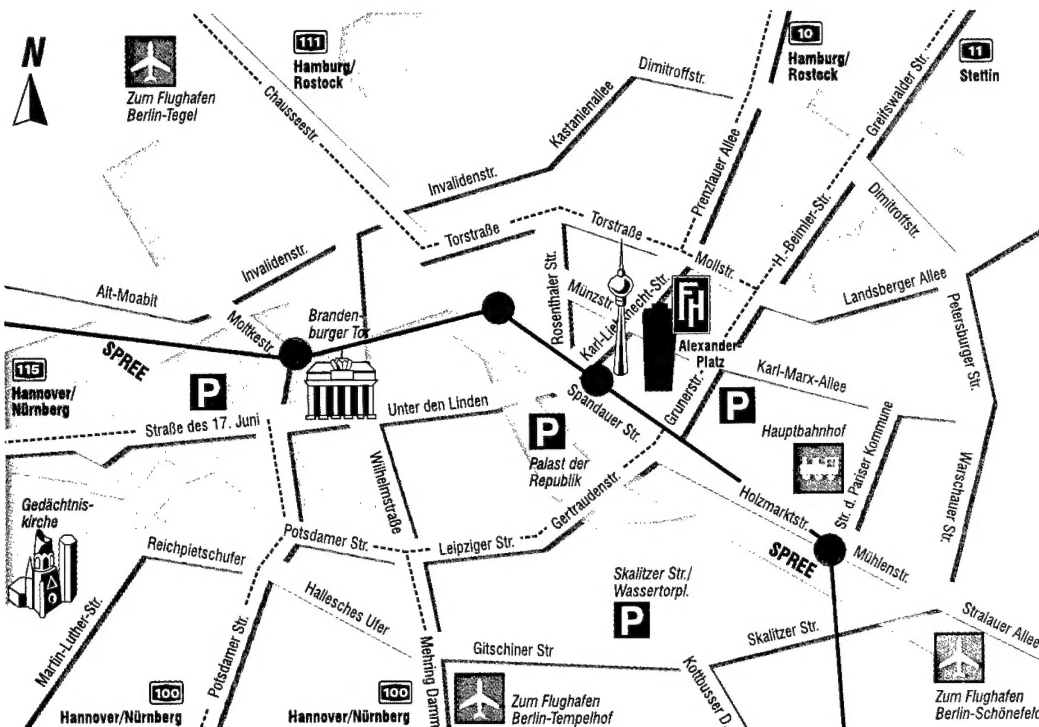 N
Zum Flughafen
Berlin-Tegel
111
Hamburg/
Rostock
10
Hamburg/
Rostock
11
Stettin
Dimitroffstr.
Chausseestr.
Kastanienallee
Prenzlauer Allee
Greifswalder Str.
Invalidenstr.
Torstraße
Torstraße
Mollstr.
H.-Beimler-Str.
Dimitroffstr.
Invalidenstr.
Alt-Moabit
Moltkestr.
Branden-
burger Tor
Rosenthaler Str.
Münzstr.
Karl-Liebknecht-Str.
FH
Alexander
Platz
Landsberger Allee
Petersburger Str.
SPREE
115
Hannover/
Nürnberg
P
Straße des 17. Juni
Unter den Linden
Spandauer Str.
Grunerstr.
Karl-Marx-Allee
P
Hauptbahnhof
P
Palast der
Republik
Str. d. Pariser Kommune
Gedächtnis-
kirche
Wilhelmstraße
Gertraudenstr.
Holzmarktstr.
Warschauer Str.
Reichpietschufer
Potsdamer Str.
Leipziger Str.
SPREE
Mühlenstr.
Hallesches Ufer
Skalitzer Str./
Wassertorpl.
P
Martin-Luther-Str.
Potsdamer Str.
Mehring Damm
Gitschiner Str
Skalitzer Str.
Stralauer Allee
Kottbusser D.
100
Hannover/Nürnberg
100
Hannover/Nürnberg
Zum Flughafen
Berlin-Tempelhof
Zum Flughafen
Berlin-Schönefeld